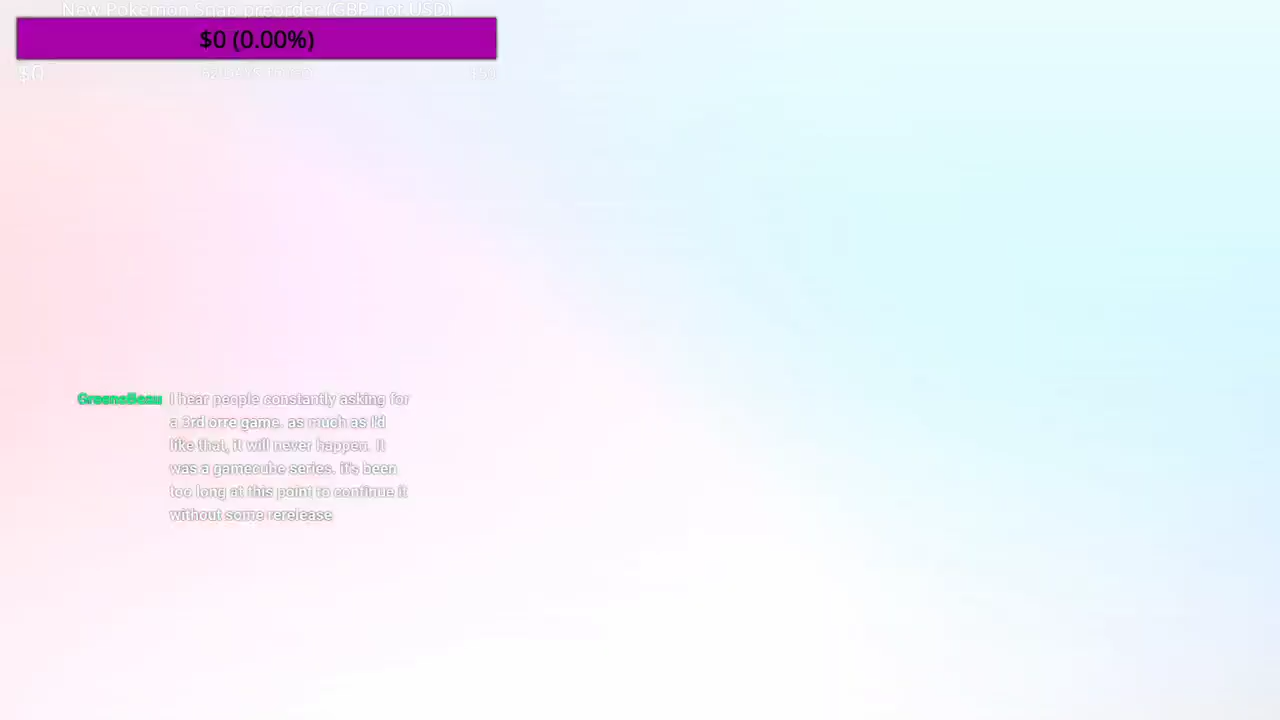 New Pokemon Snap preorder (GBP not USD)
$0 (0.00%)
$0
$50
GreensBeau I hear people constantly asking for
a 3rd orre game. as much as I'd
like that, it will never happen. It
was a gamecube series. it's been
too long at this point to continue it
without some rerelease